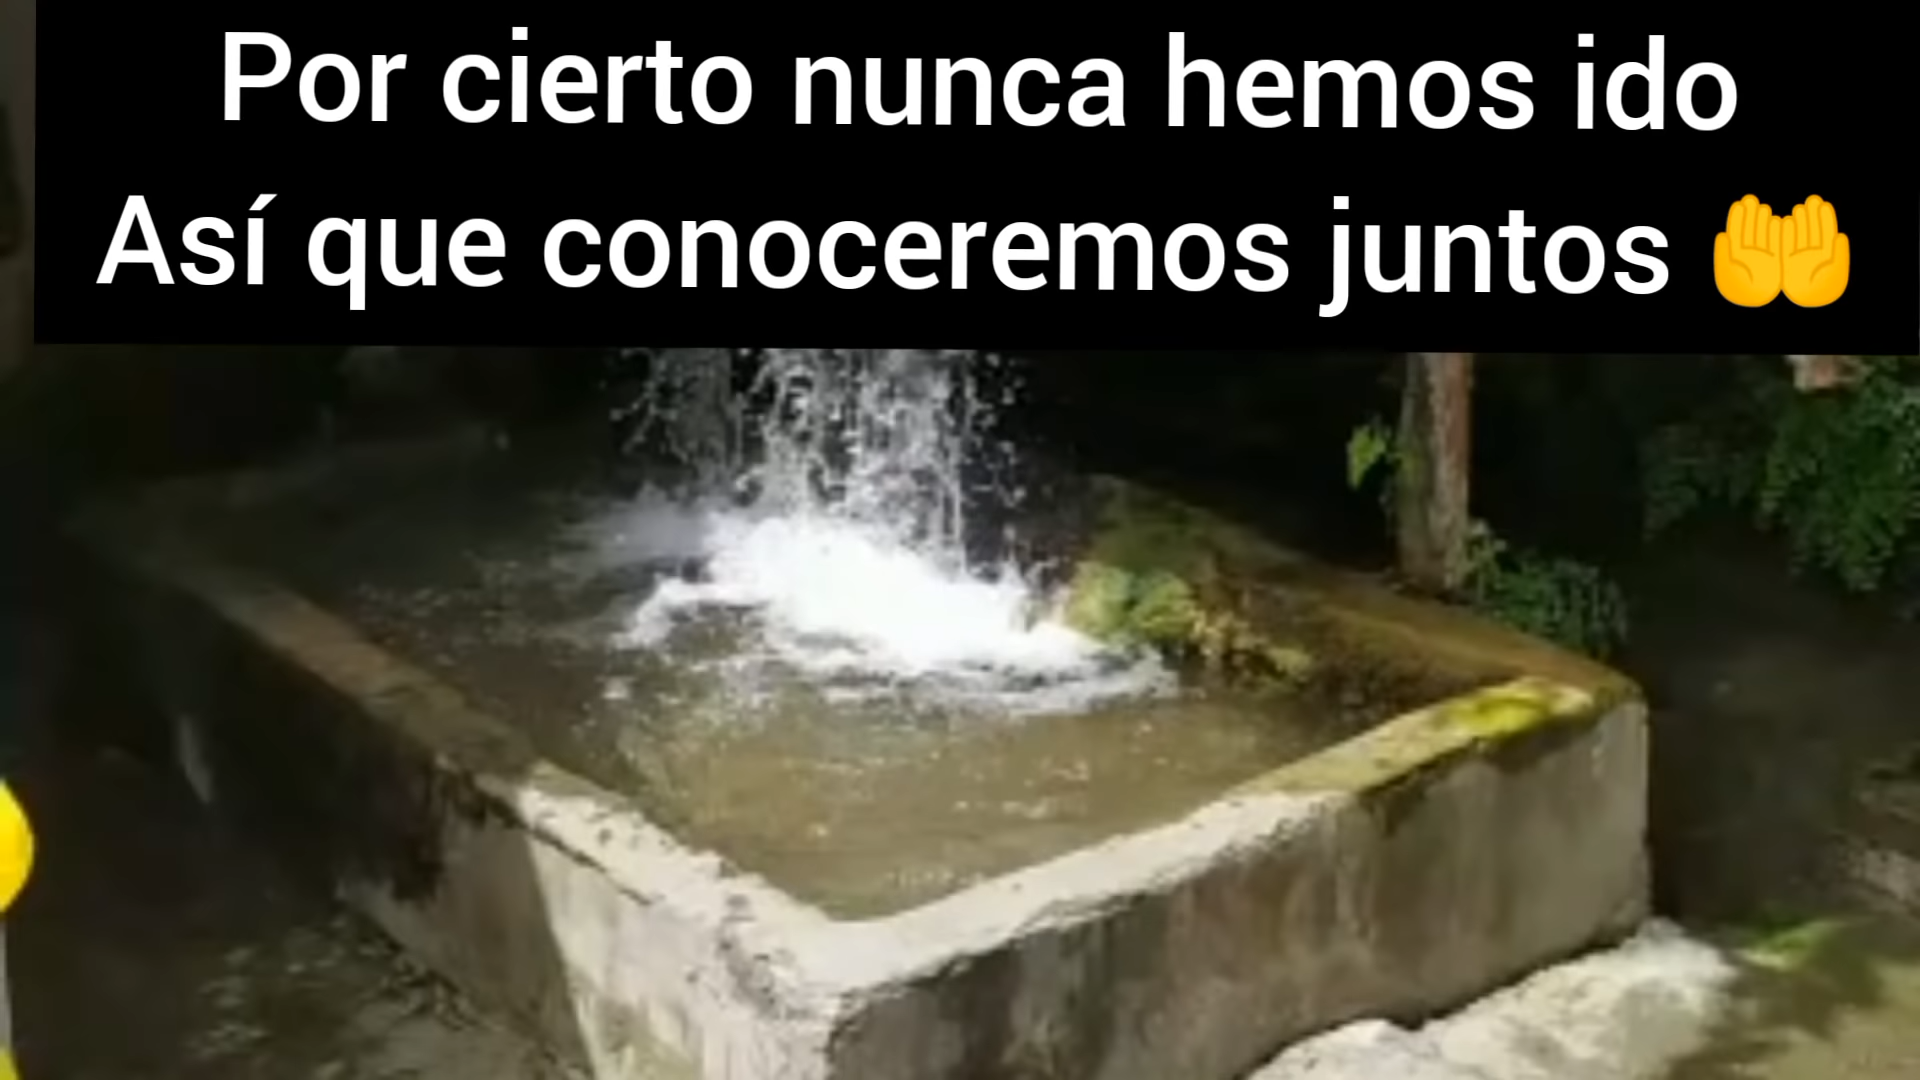 Por cierto nunca hemos ido
Así que conoceremos juntos 🤲